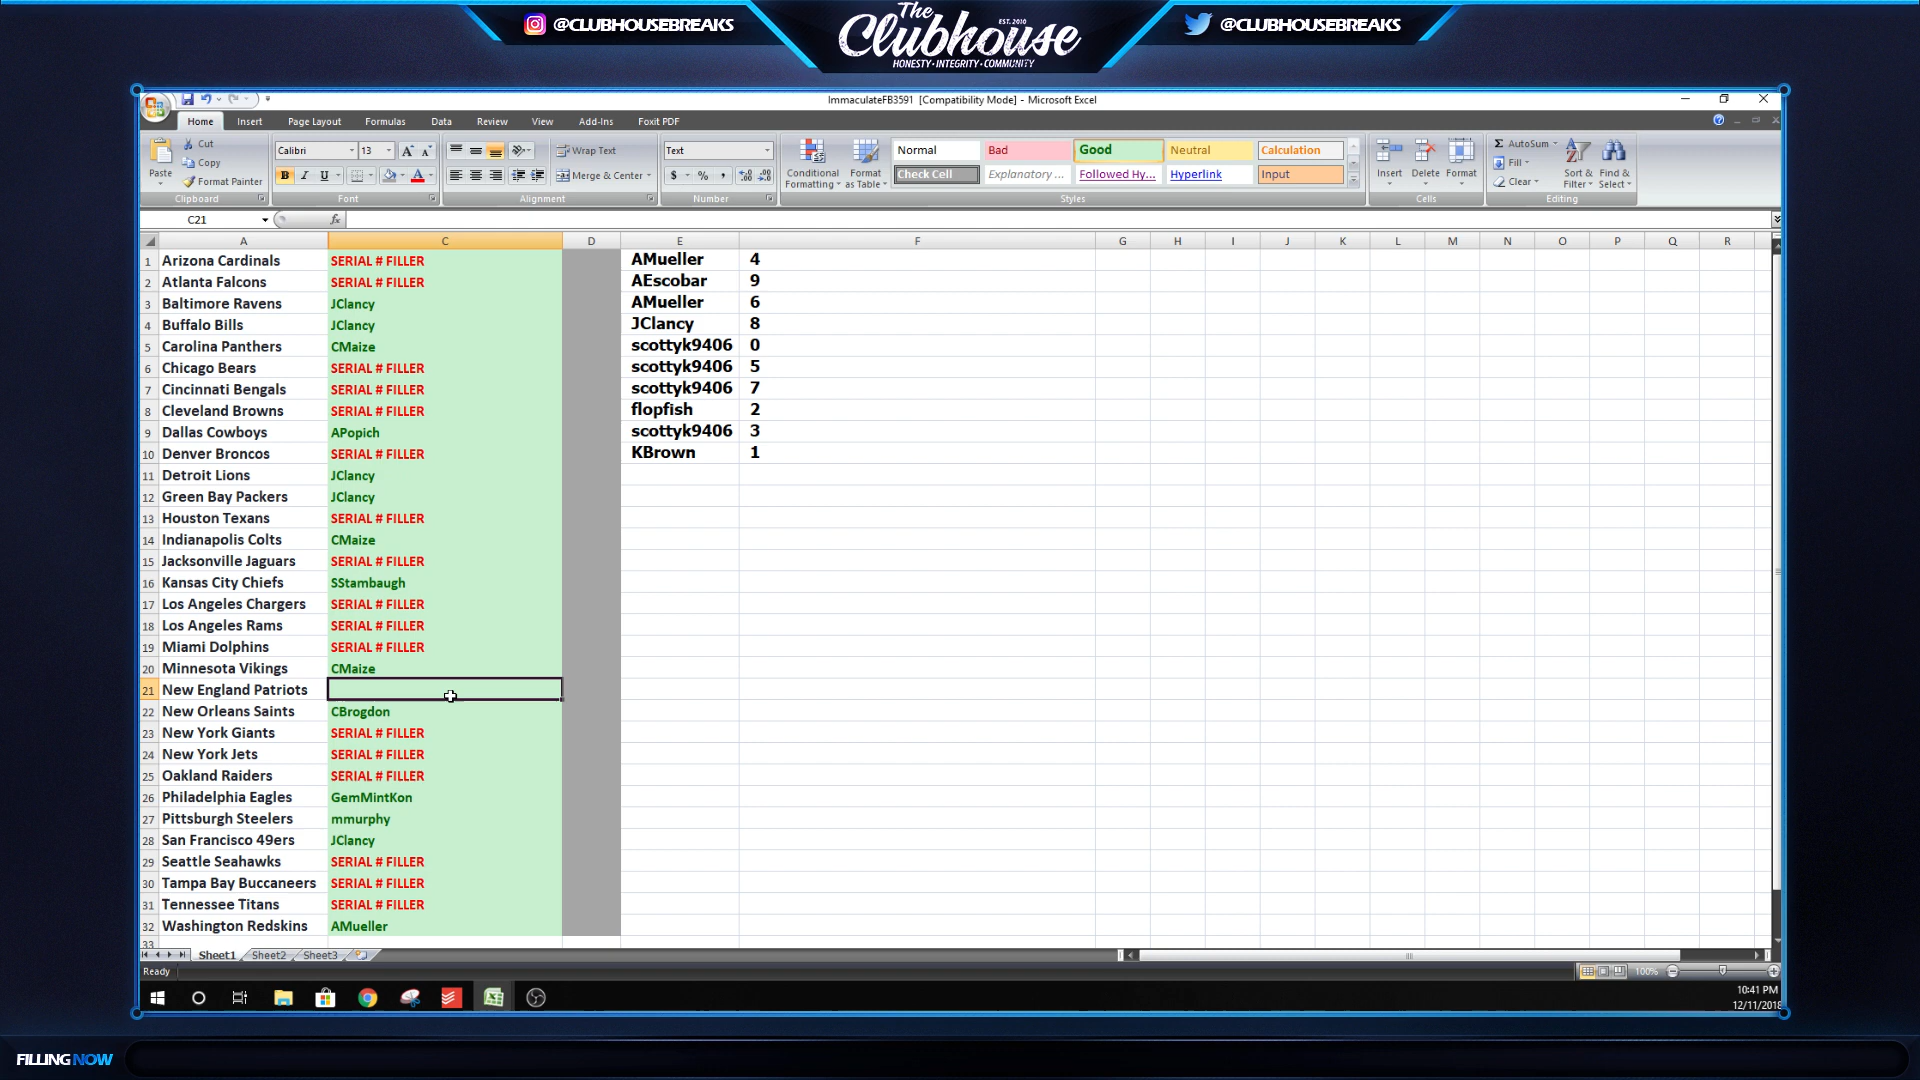 @CLUBHOUSEBREAKS
The Clubhouse
EST. 2010
HONESTY·INTEGRITY·COMMUNITY
@CLUBHOUSEBREAKS
ImmaculateFB3591 [Compatibility Mode] - Microsoft Excel
Home Insert Page Layout Formulas Data Review View Add-Ins Foxit PDF
Paste Cut Copy Format Painter Clipboard
Calibri 13 Font
Wrap Text Merge & Center Alignment
Text $ % , Number
Conditional Formatting Format as Table
Normal Bad Good Neutral Calculation
Check Cell Explanatory ... Followed Hy... Hyperlink Input
Styles
Insert Delete Format Cells
AutoSum Fill Clear Sort & Filter Find & Select Editing
C21 fx
A C D E F G H I J K L M N O P Q R
1 Arizona Cardinals SERIAL # FILLER AMueller 4
2 Atlanta Falcons SERIAL # FILLER AEscobar 9
3 Baltimore Ravens JClancy AMueller 6
4 Buffalo Bills JClancy JClancy 8
5 Carolina Panthers CMaize scottyk9406 0
6 Chicago Bears SERIAL # FILLER scottyk9406 5
7 Cincinnati Bengals SERIAL # FILLER scottyk9406 7
8 Cleveland Browns SERIAL # FILLER flopfish 2
9 Dallas Cowboys APopich scottyk9406 3
10 Denver Broncos SERIAL # FILLER KBrown 1
11 Detroit Lions JClancy
12 Green Bay Packers JClancy
13 Houston Texans SERIAL # FILLER
14 Indianapolis Colts CMaize
15 Jacksonville Jaguars SERIAL # FILLER
16 Kansas City Chiefs SStambaugh
17 Los Angeles Chargers SERIAL # FILLER
18 Los Angeles Rams SERIAL # FILLER
19 Miami Dolphins SERIAL # FILLER
20 Minnesota Vikings CMaize
21 New England Patriots
22 New Orleans Saints CBrogdon
23 New York Giants SERIAL # FILLER
24 New York Jets SERIAL # FILLER
25 Oakland Raiders SERIAL # FILLER
26 Philadelphia Eagles GemMintKon
27 Pittsburgh Steelers mmurphy
28 San Francisco 49ers JClancy
29 Seattle Seahawks SERIAL # FILLER
30 Tampa Bay Buccaneers SERIAL # FILLER
31 Tennessee Titans SERIAL # FILLER
32 Washington Redskins AMueller
33
Sheet1 Sheet2 Sheet3
Ready 100%
10:41 PM
12/11/2018
FILLING NOW